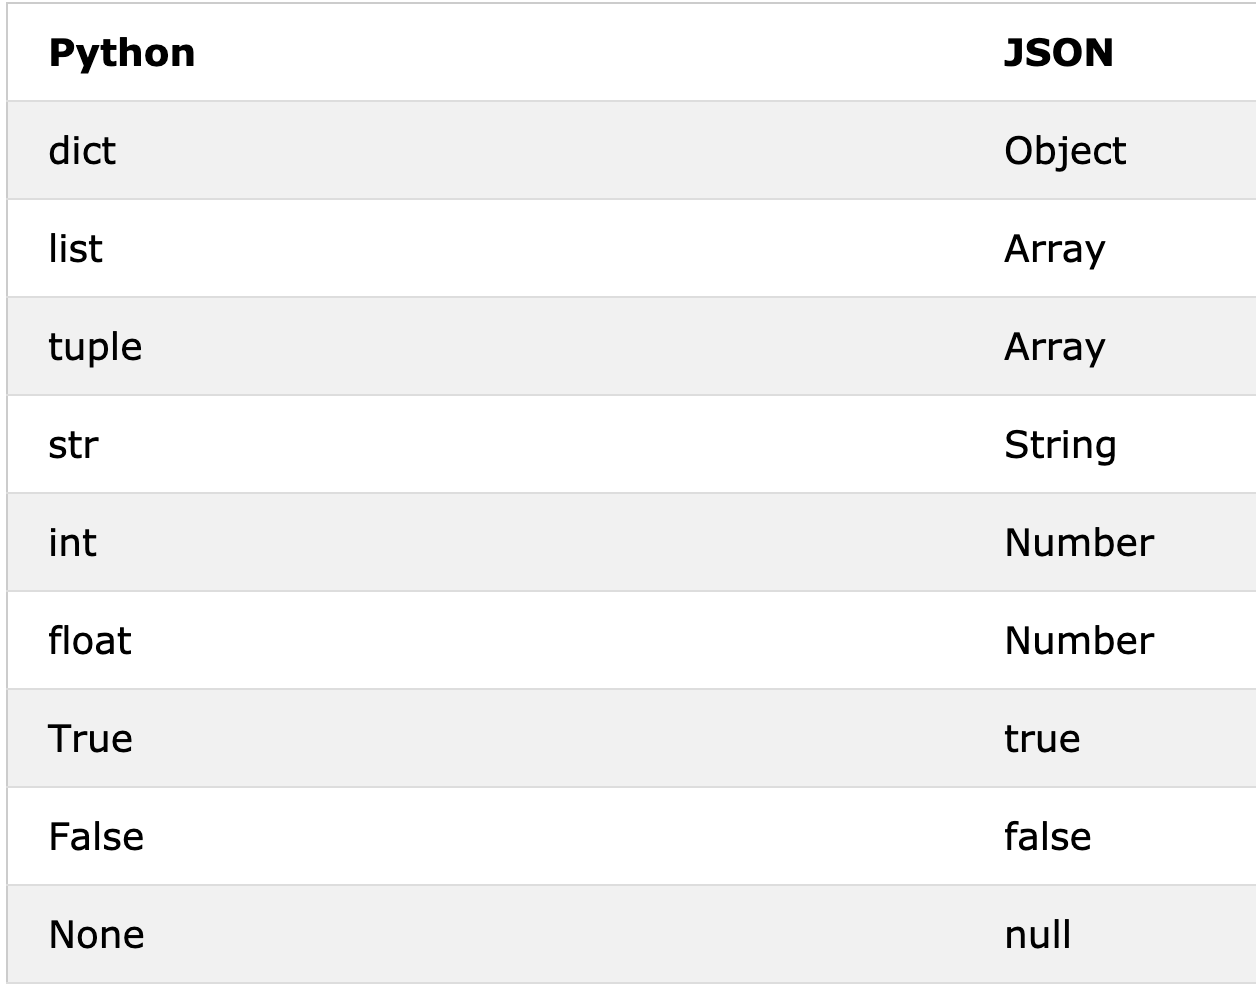 Python JSON
dict Object
list Array
tuple Array
str String
int Number
float Number
True true
False false
None null